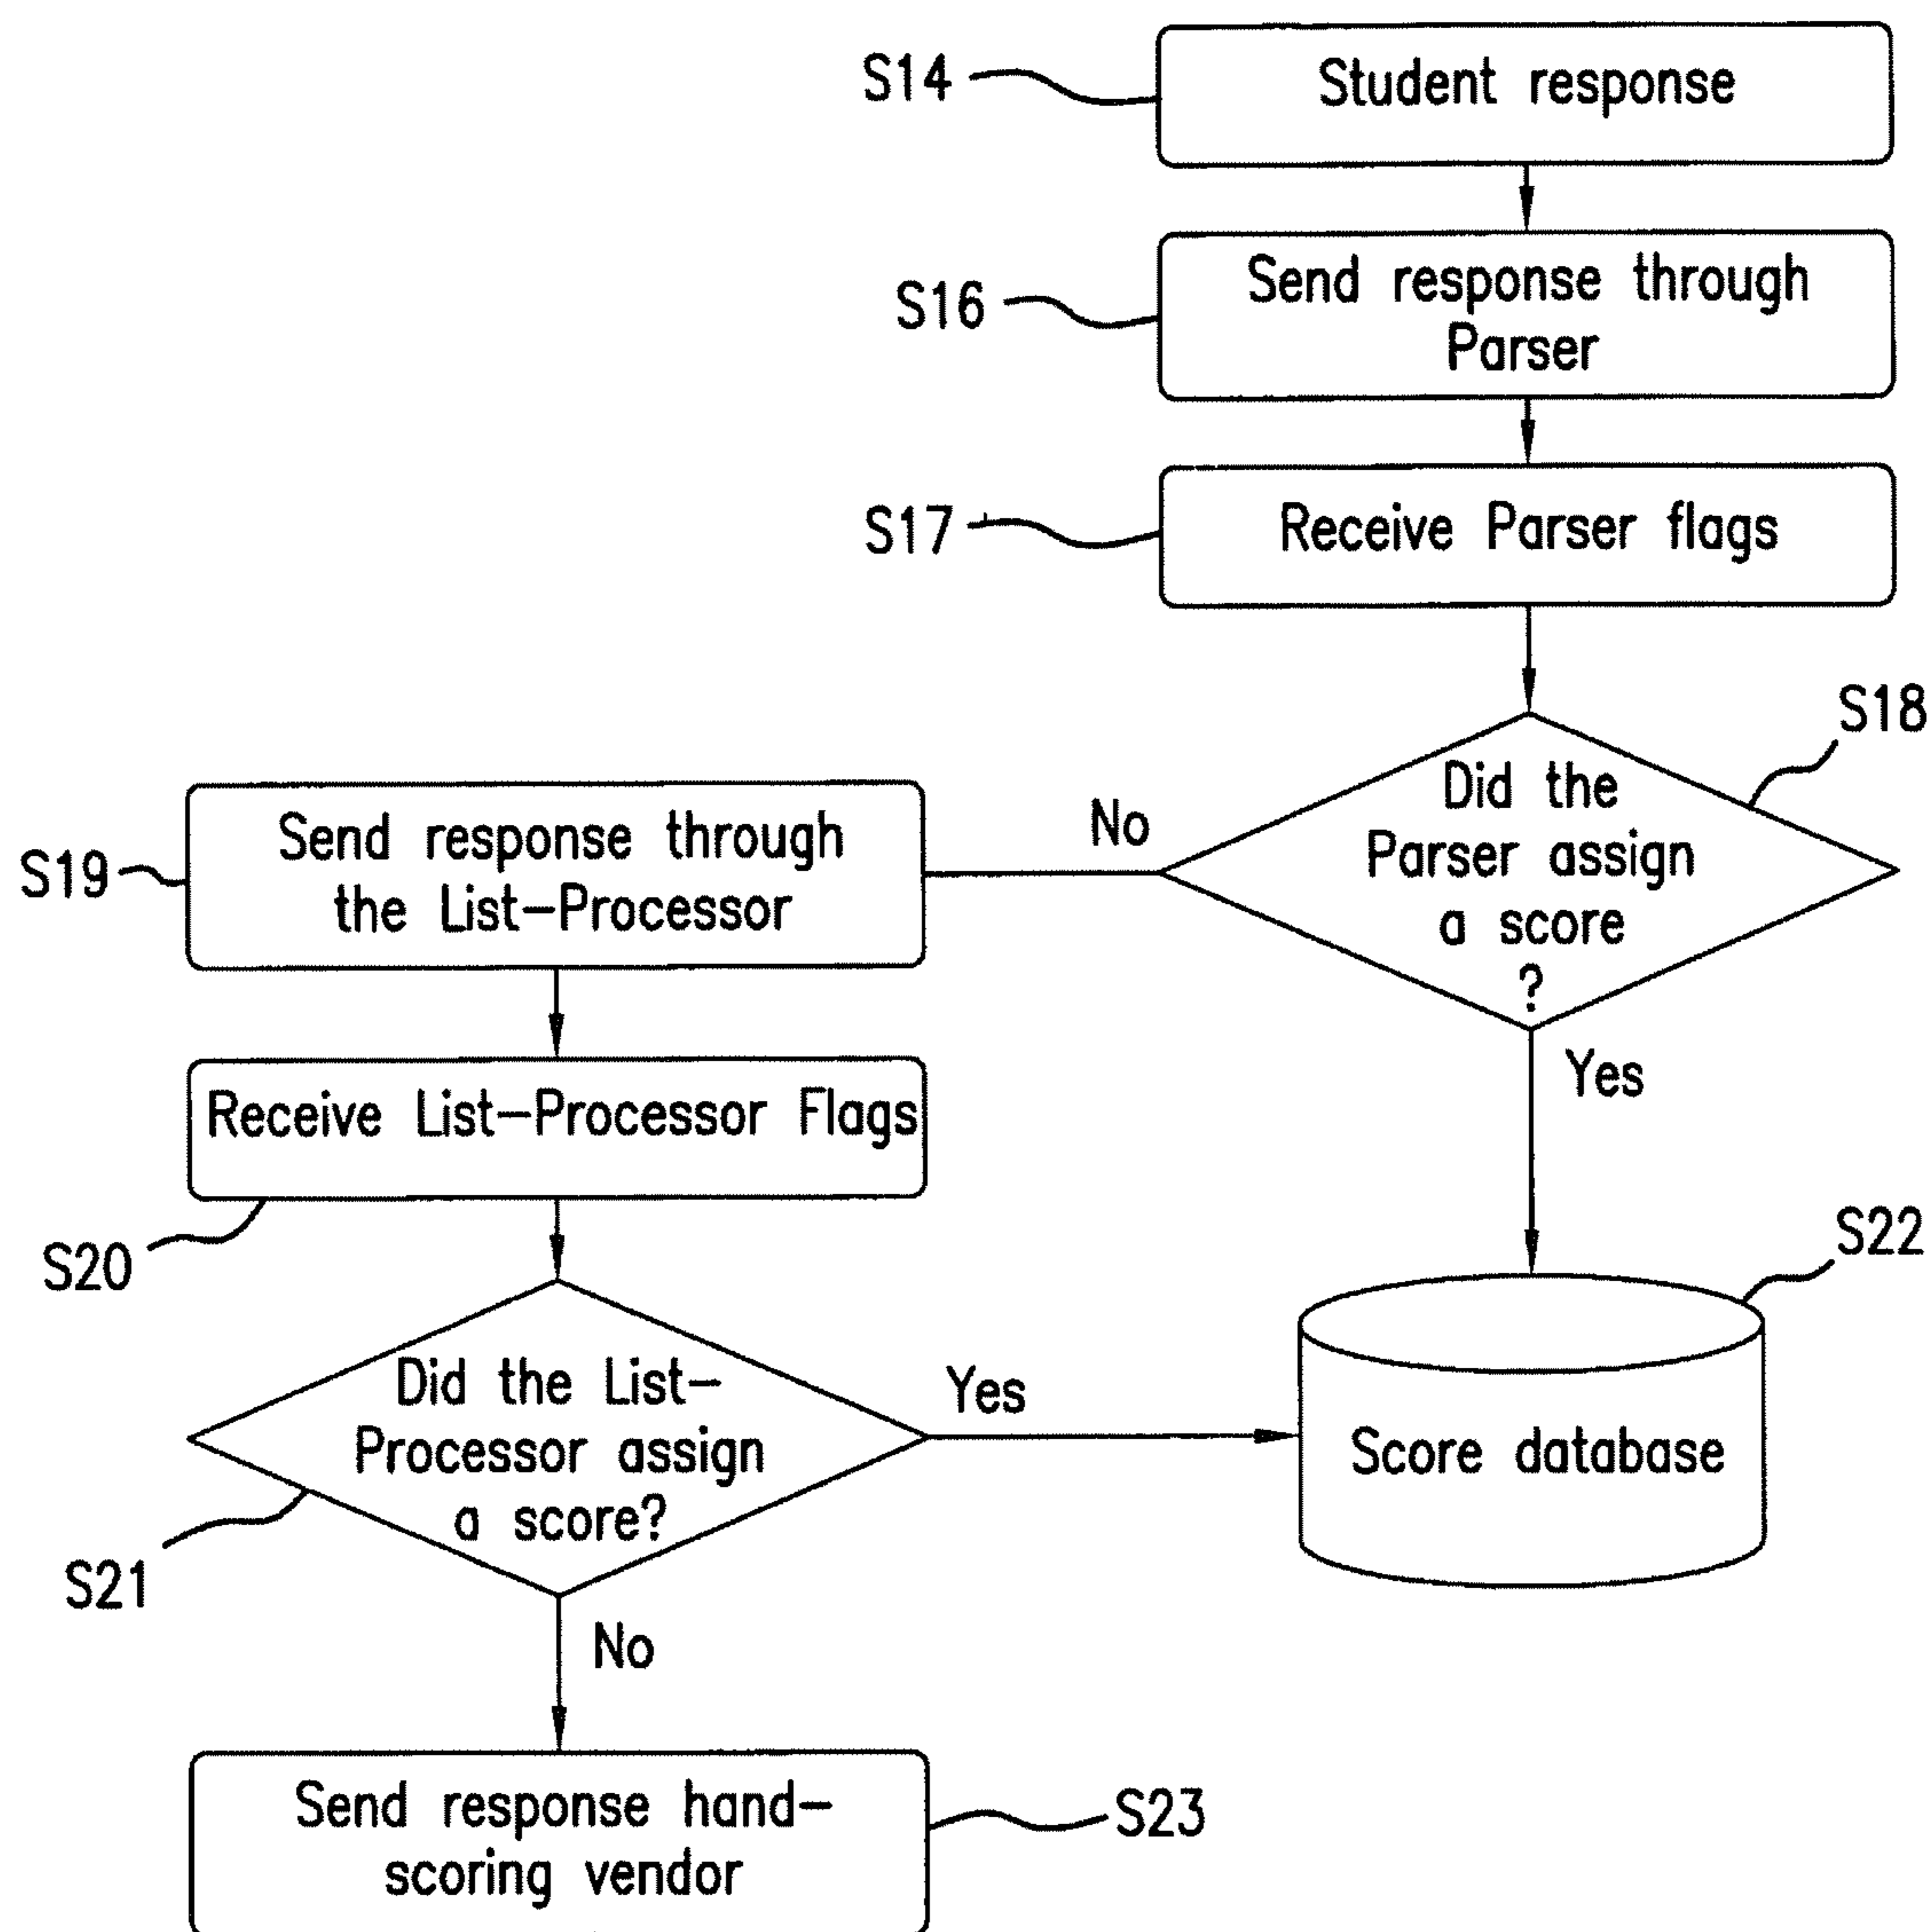 S14
Student response
S16
Send response through
Parser
S17
Receive Parser flags
S18
Did the
Parser assign
a score
?
No
Yes
S19
Send response through
the List-Processor
Receive List-Processor Flags
S20
S22
Score database
Did the List-
Processor assign
a score?
Yes
S21
No
Send response hand-
scoring vendor
S23